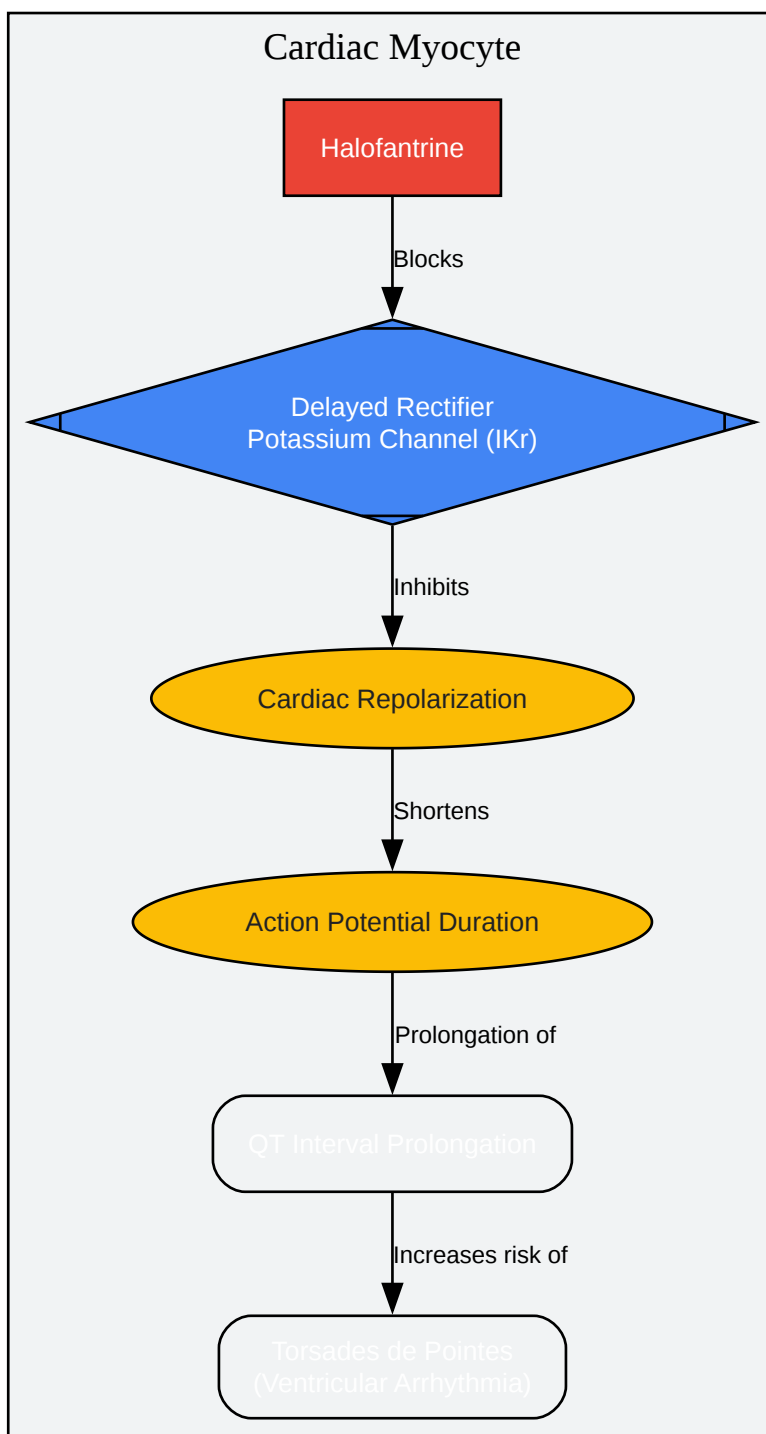 Cardiac Myocyte
Halofantrine
Blocks
Delayed Rectifier
Potassium Channel (IKr)
Inhibits
Cardiac Repolarization
Shortens
Action Potential Duration
Prolongation of
QT Interval Prolongation
Increases risk of
Torsades de Pointes
(Ventricular Arrhythmia)